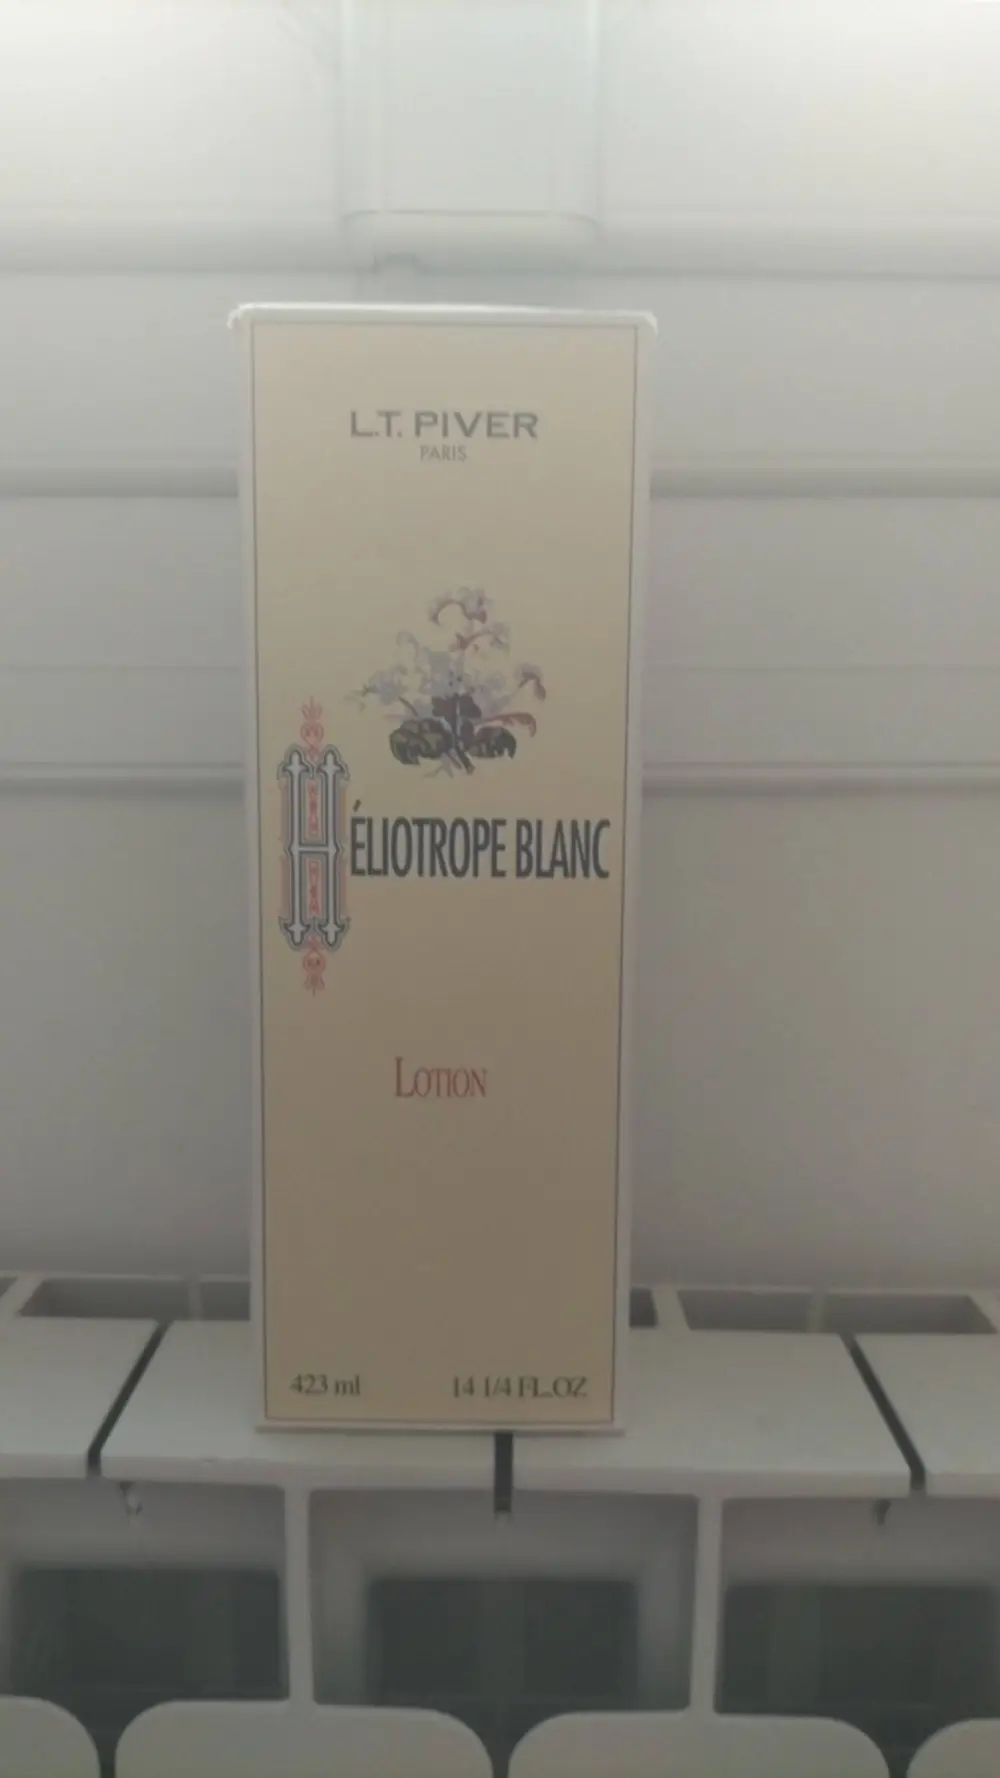 L.T. PIVER
PARIS
HÉLIOTROPE BLANC
LOTION
423 ml 14 1/4 FL.OZ